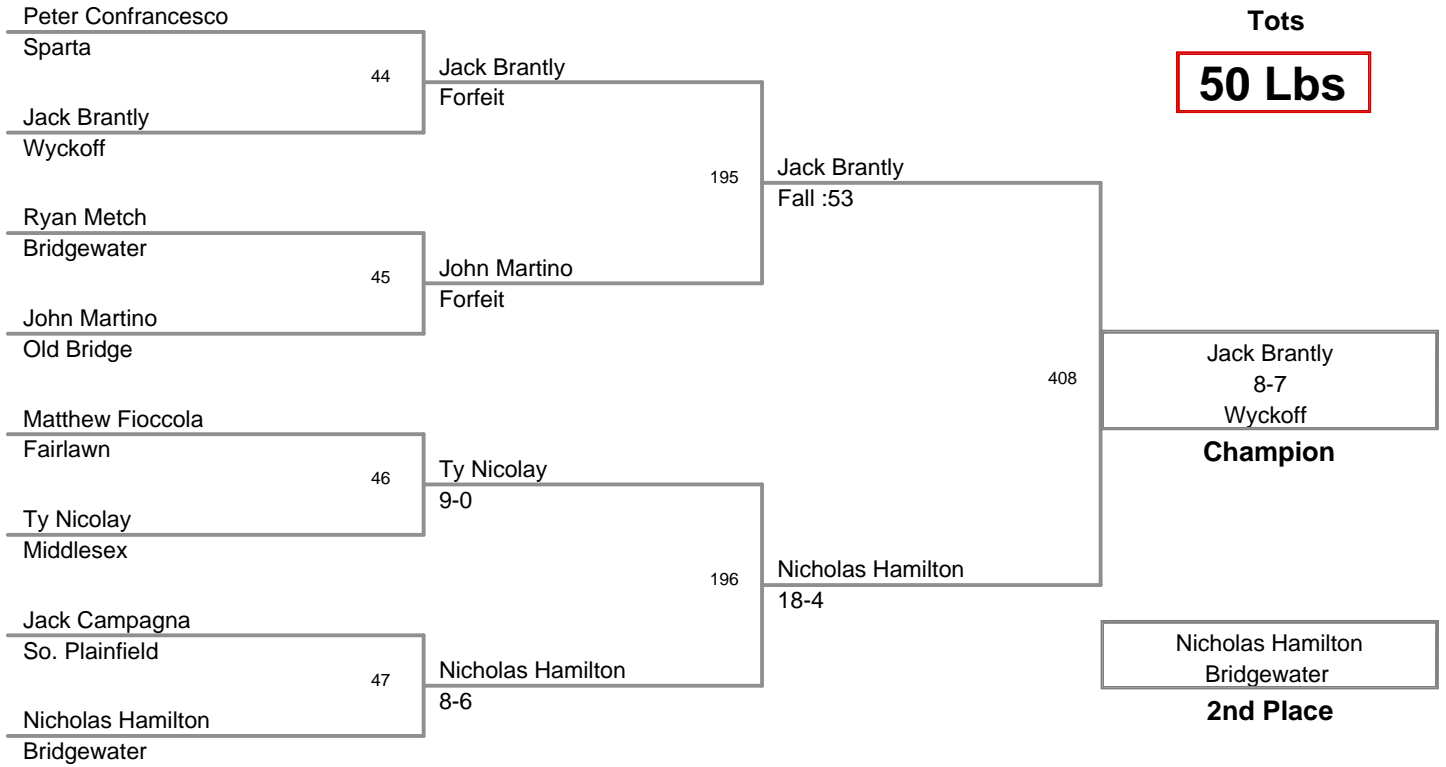 Peter Confrancesco
Sparta
44
Jack Brantly
Wyckoff
Ryan Metch
Bridgewater
45
John Martino
Old Bridge
Matthew Fioccola
Fairlawn
46
Ty Nicolay
Middlesex
Jack Campagna
So. Plainfield
47
Nicholas Hamilton
Bridgewater
Jack Brantly
Forfeit
195
John Martino
Forfeit
Ty Nicolay
9-0
196
Nicholas Hamilton
8-6
Jack Brantly
Fall :53
408
Nicholas Hamilton
18-4
Tots
50 Lbs
Jack Brantly
8-7
Wyckoff
Champion
Nicholas Hamilton
Bridgewater
2nd Place